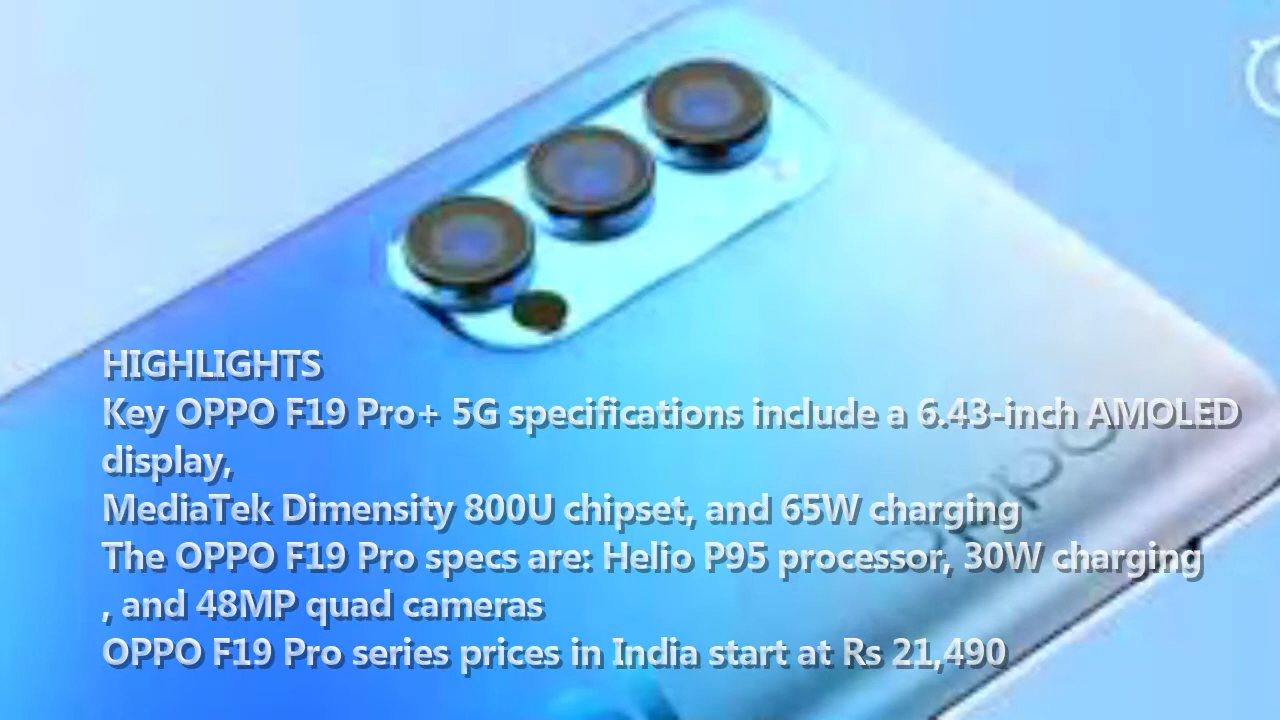 HIGHLIGHTS
Key OPPO F19 Pro+ 5G specifications include a 6.43-inch AMOLED
display,
MediaTek Dimensity 800U chipset, and 65W charging
The OPPO F19 Pro specs are: Helio P95 processor, 30W charging
, and 48MP quad cameras
OPPO F19 Pro series prices in India start at Rs 21,490
oppo